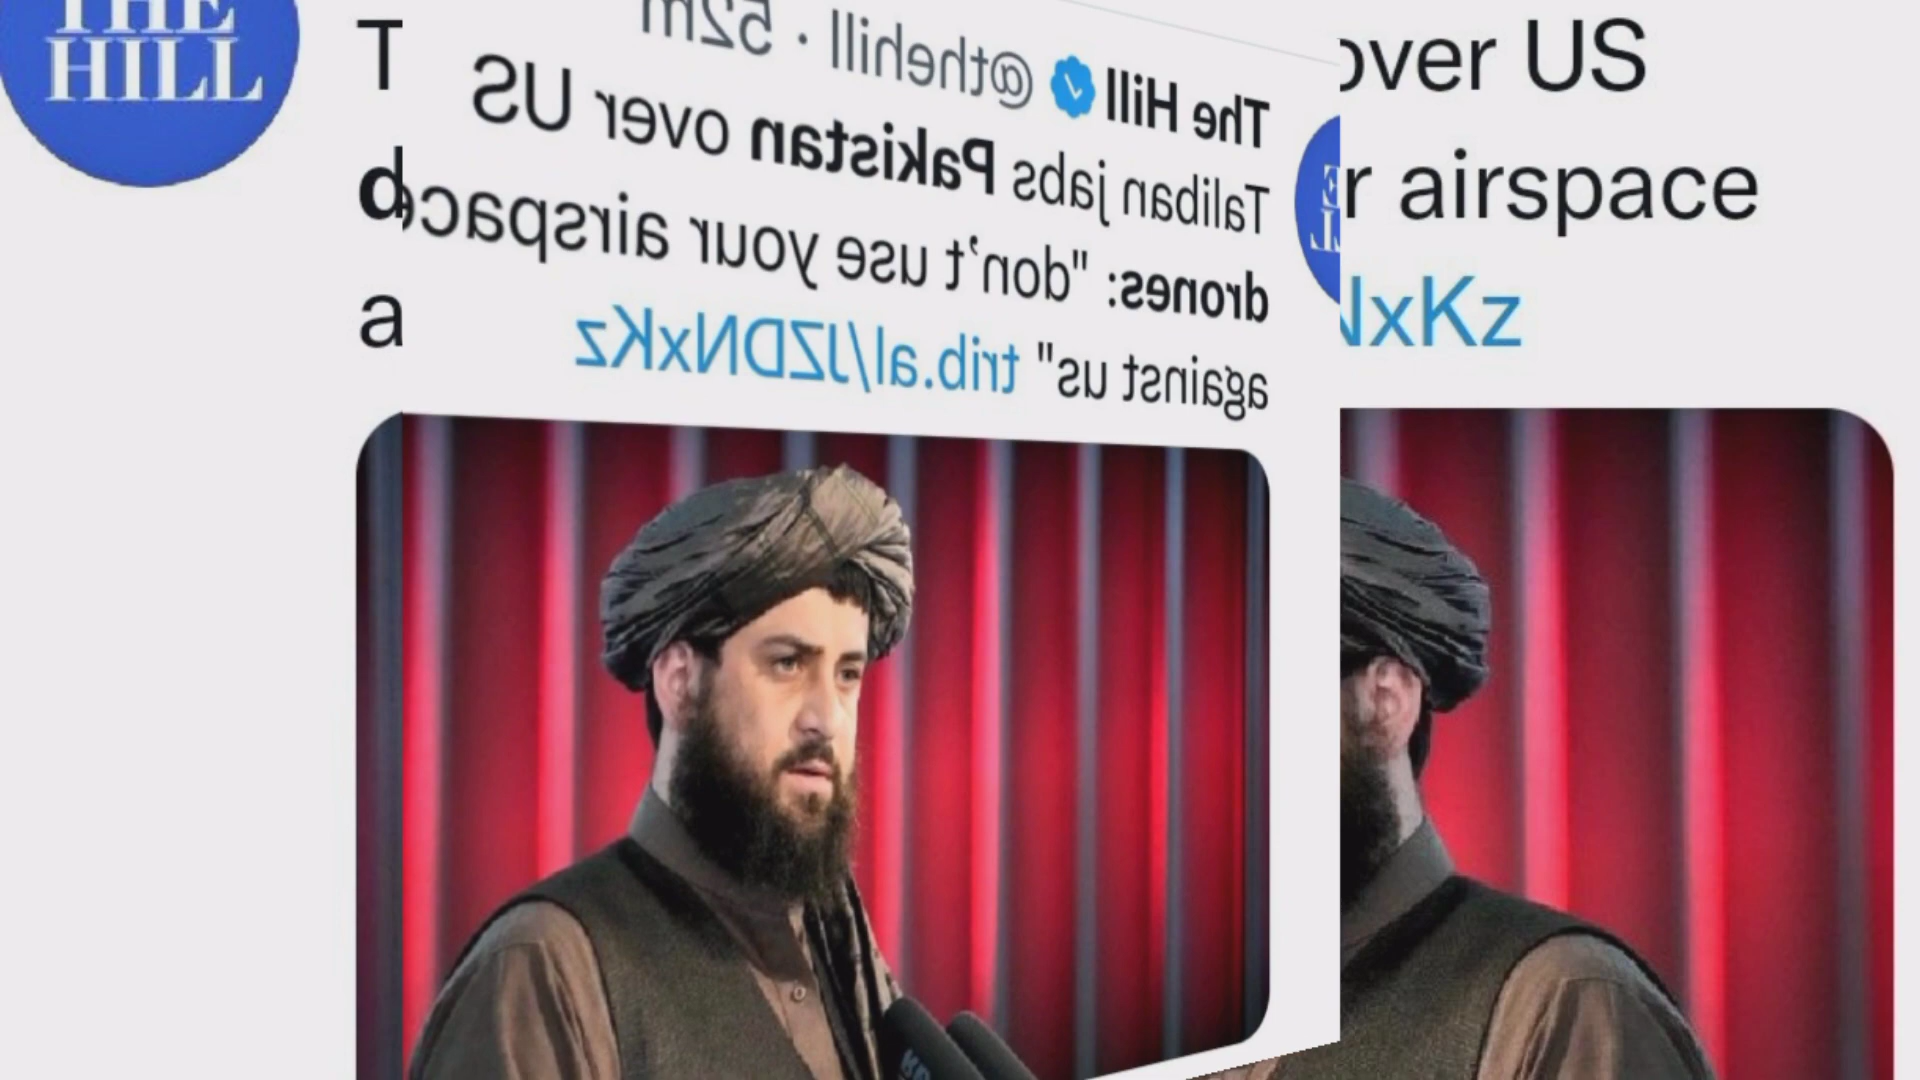 THE
HILL
The Hill @thehill · 52m
Taliban jabs Pakistan over US
drones: "don't use your airspace
against us" trib.al/JZDNxKz
T
over US
r airspace
a
NxKz